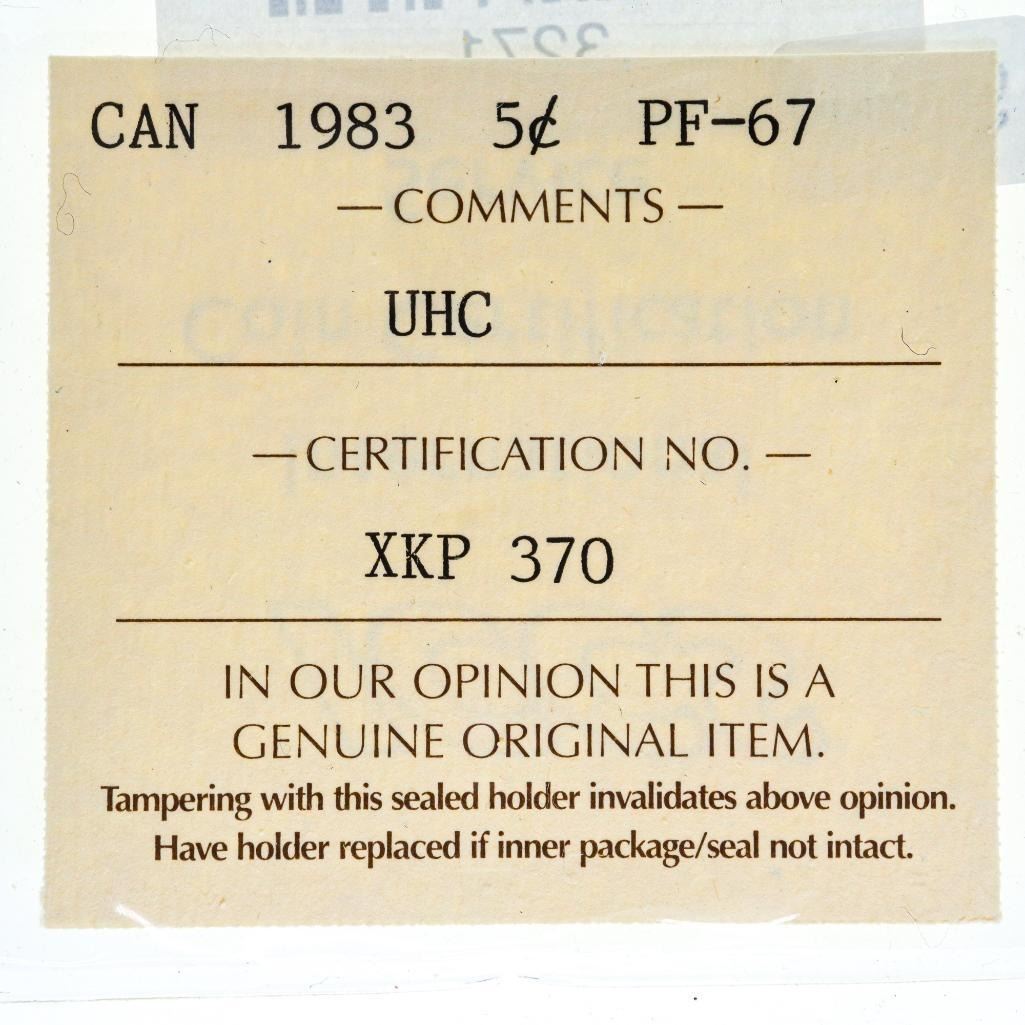 3271
CAN 1983 5¢ PF-67
— COMMENTS —
UHC
— CERTIFICATION NO. —
XKP 370
IN OUR OPINION THIS IS A
GENUINE ORIGINAL ITEM.
Tampering with this sealed holder invalidates above opinion.
Have holder replaced if inner package/seal not intact.